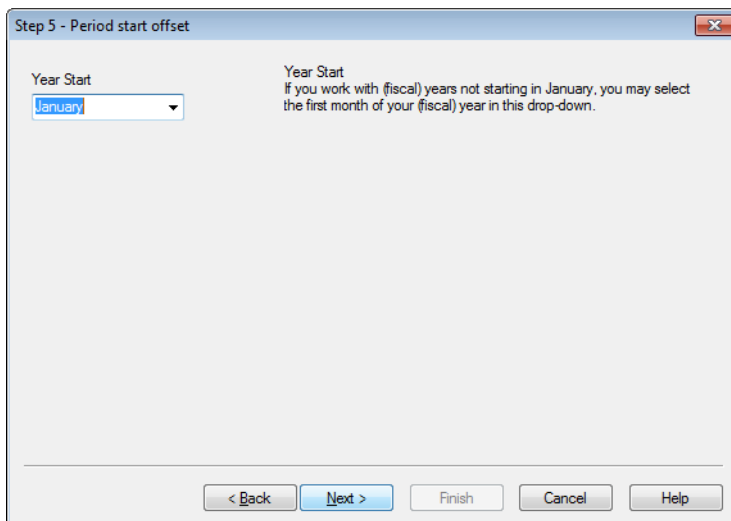 Step 5 - Period start offset
Year Start
January
Year Start
If you work with (fiscal) years not starting in January, you may select
the first month of your (fiscal) year in this drop-down.
< Back
Next >
Finish
Cancel
Help